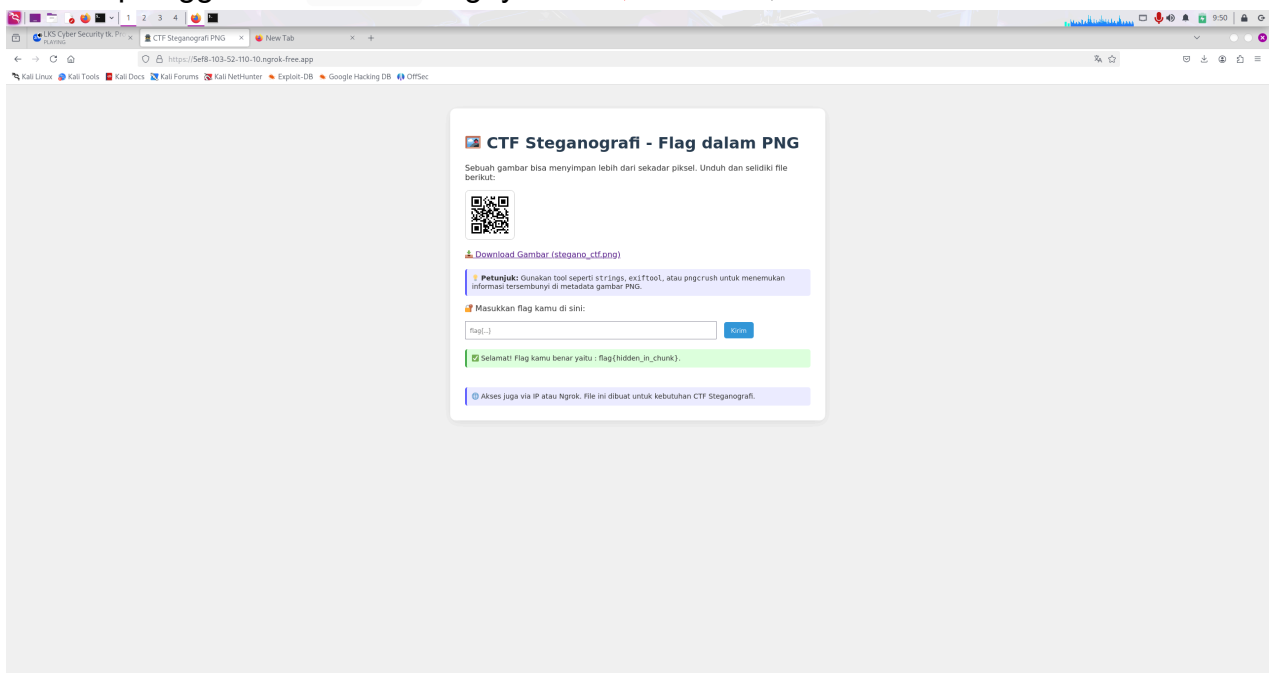 1 2 3 4
9:50
LKS Cyber Security tk.
PLAYING
CTF Steganografi PNG
New Tab
https://5ef8-103-52-110-10.ngrok-free.app
Kali Linux Kali Tools Kali Docs Kali Forums Kali NetHunter Exploit-DB Google Hacking DB OffSec
CTF Steganografi - Flag dalam PNG
Sebuah gambar bisa menyimpan lebih dari sekadar piksel. Unduh dan selidiki file
berikut:
Download Gambar (stegano_ctf.png)
Petunjuk: Gunakan tool seperti strings, exiftool, atau pngcrush untuk menemukan
informasi tersembunyi di metadata gambar PNG.
Masukkan flag kamu di sini:
flag{...}
Kirim
Selamat! Flag kamu benar yaitu : flag{hidden_in_chunk}.
Akses juga via IP atau Ngrok. File ini dibuat untuk kebutuhan CTF Steganografi.